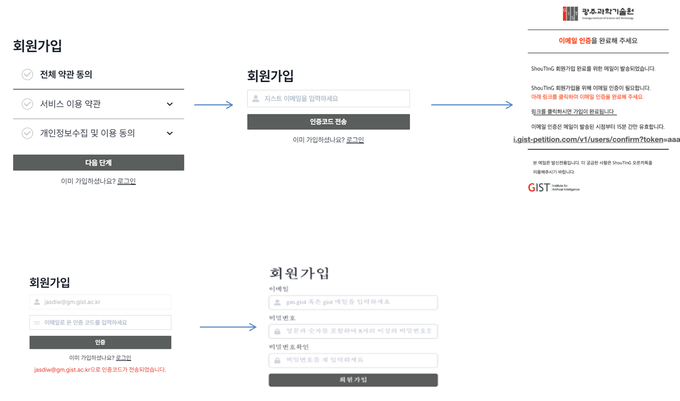 회원가입
전체 약관 동의
서비스 이용 약관
개인정보수집 및 이용 동의
다음 단계
이미 가입하셨나요? 로그인
회원가입
지스트 이메일을 입력하세요
인증코드 전송
이미 가입하셨나요? 로그인
광주과학기술원
Gwangju Institute of Science and Technology
이메일 인증을 완료해 주세요
ShouTInG 회원가입 완료를 위한 메일이 발송되었습니다.
ShouTInG 회원가입을 위해 이메일 인증이 필요합니다.
아래 링크를 클릭하여 이메일 인증을 완료해 주세요.
링크를 클릭하시면 가입이 완료됩니다
이메일 인증은 메일이 발송된 시점부터 15분 간만 유효합니다.
i.gist-petition.com/v1/users/confirm?token=aaa
본 메일은 발신전용입니다. 더 궁금한 사항은 ShouTInG 오픈카톡을
이용해주시기 바랍니다.
GIST Institute for
Artificial Intelligence
회원가입
jasdiw@gm.gist.ac.kr
이메일로 온 인증 코드를 입력하세요
인증
이미 가입하셨나요? 로그인
jasdiw@gm.gist.ac.kr으로 인증코드가 전송되었습니다.
회원가입
이메일
gm.gist 혹은 gist 메일을 입력하세요
비밀번호
영문과 숫자를 포함하여 8자리 이상의 비밀번호를
비밀번호확인
비밀번호를 재 입력하세요
회원가입